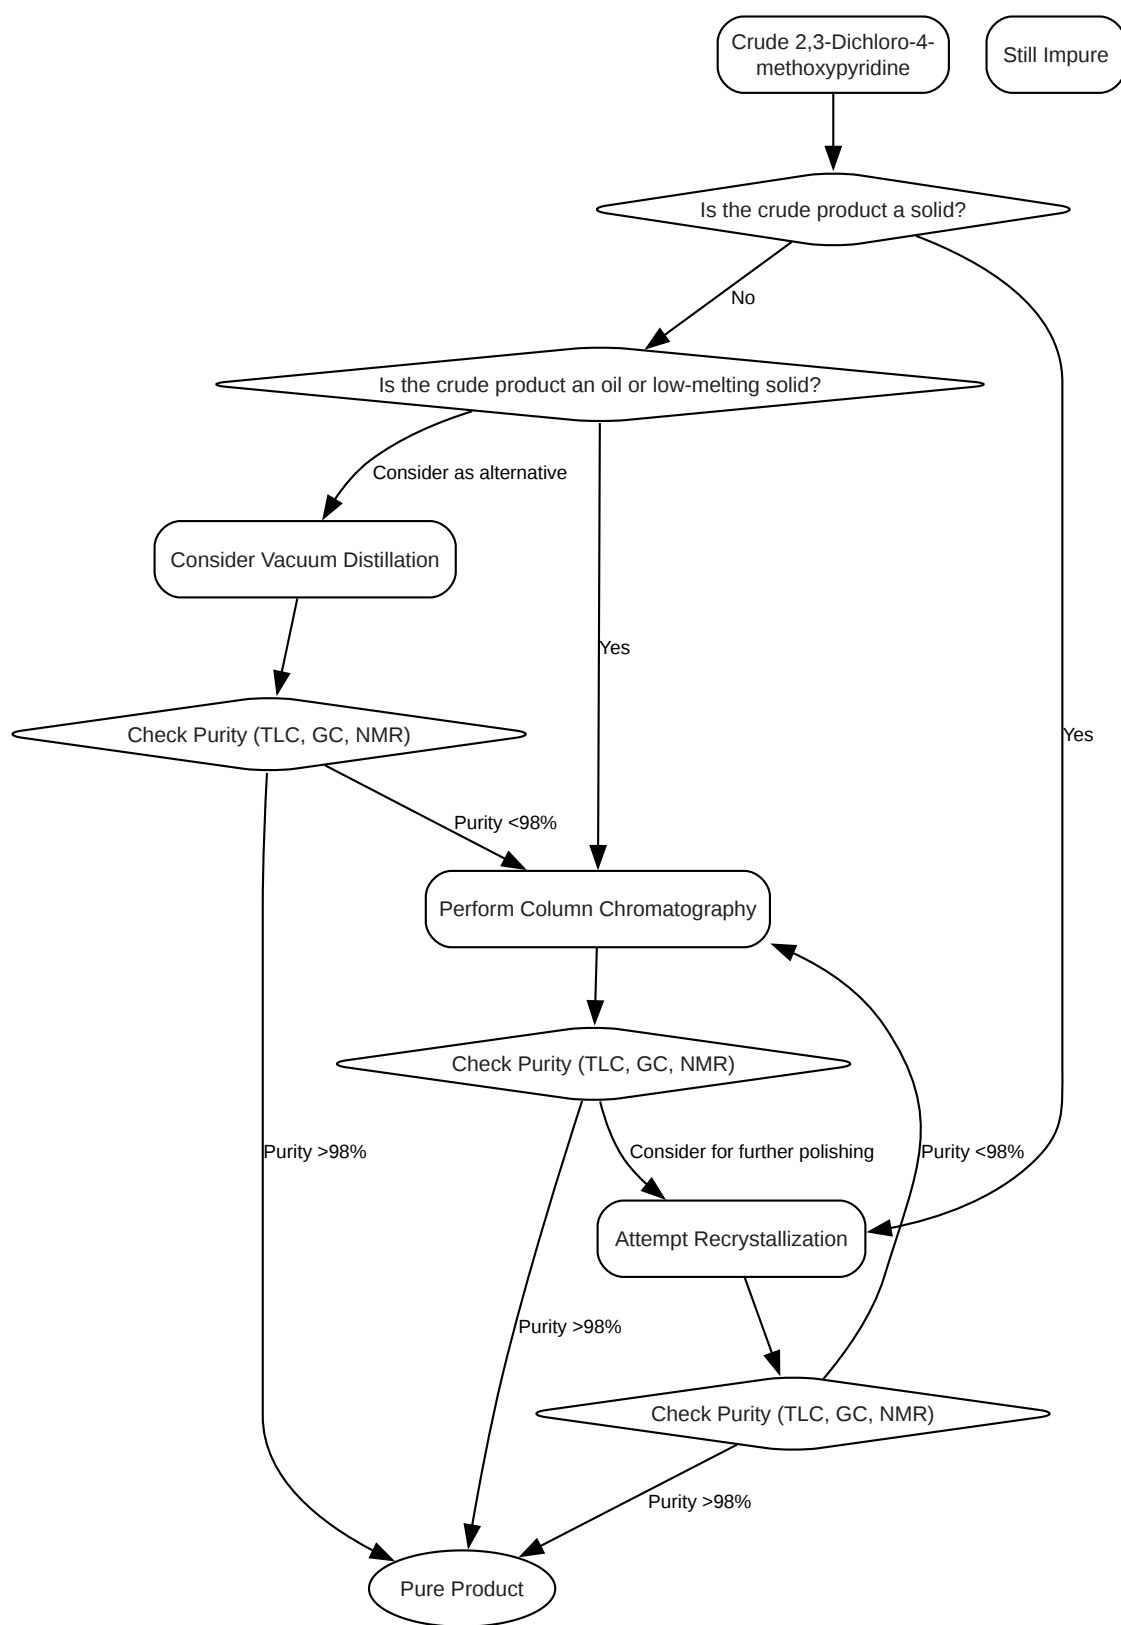 Crude 2,3-Dichloro-4-
methoxypyridine
Still Impure
Is the crude product a solid?
No
Is the crude product an oil or low-melting solid?
Consider as alternative
Consider Vacuum Distillation
Yes
Check Purity (TLC, GC, NMR)
Yes
Purity <98%
Perform Column Chromatography
Check Purity (TLC, GC, NMR)
Purity >98%
Consider for further polishing
Purity <98%
Attempt Recrystallization
Purity >98%
Check Purity (TLC, GC, NMR)
Purity >98%
Pure Product